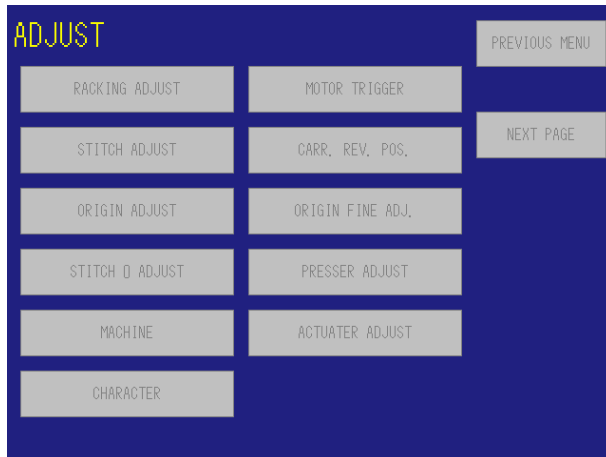 ADJUST
PREVIOUS MENU
RACKING ADJUST
MOTOR TRIGGER
STITCH ADJUST
CARR. REV. POS.
NEXT PAGE
ORIGIN ADJUST
ORIGIN FINE ADJ.
STITCH 0 ADJUST
PRESSER ADJUST
MACHINE
ACTUATER ADJUST
CHARACTER